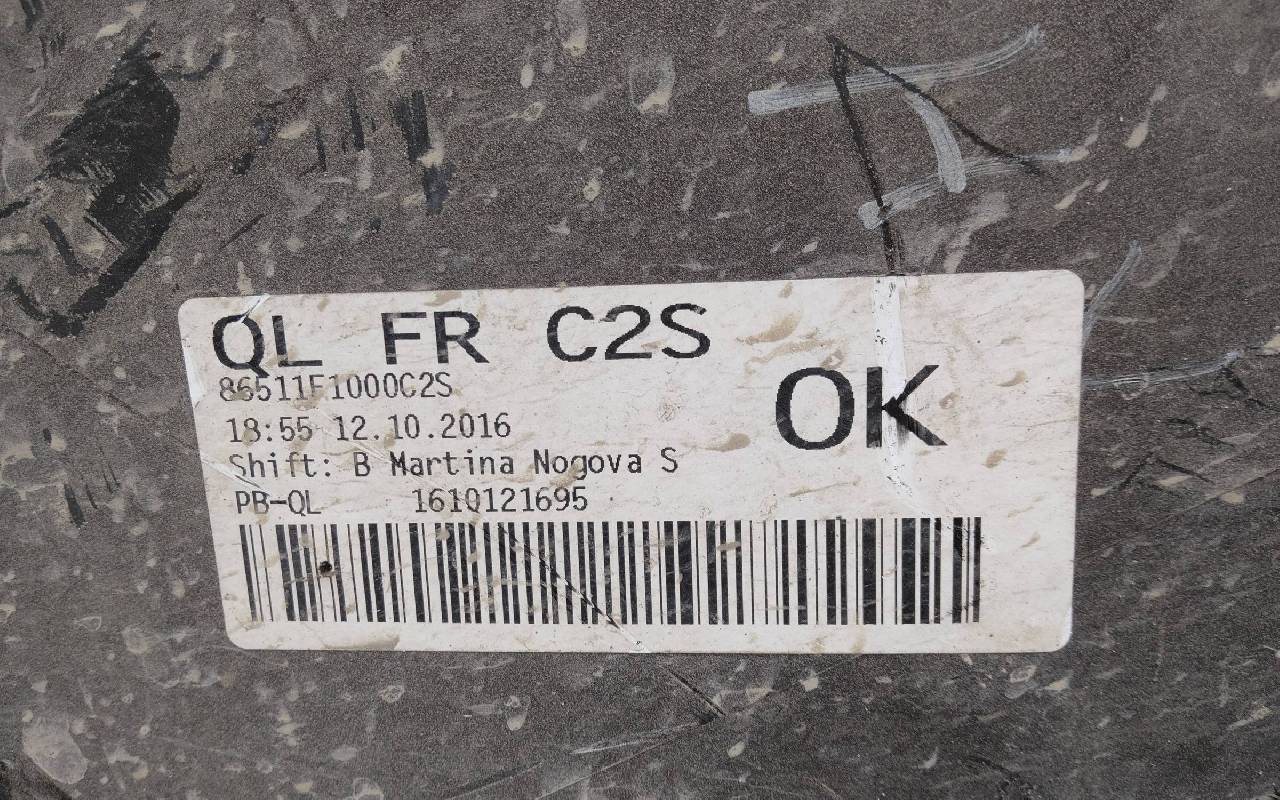 QL FR C2S
86511F1000C2S
OK
18:55 12.10.2016
Shift: B Martina Nogova S
PB-QL 1610121695